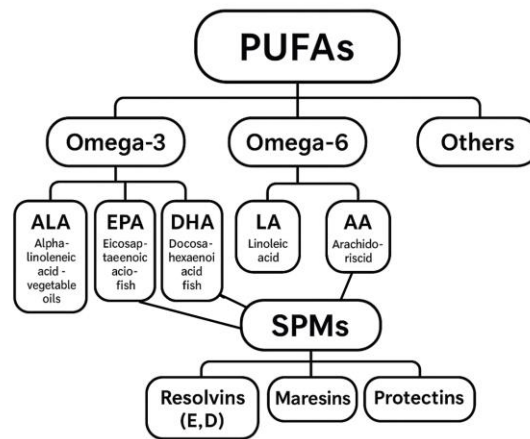 PUFAs
Omega-3
Omega-6
Others
ALA
Alpha-
linoleneic
acid -
vegetable
oils
EPA
Eicosap-
taeenoic
acio-
fish
DHA
Docosa-
hexaenoi
acid
fish
LA
Linoleic
acid
AA
Arachido-
riscid
SPMs
Resolvins
(E,D)
Maresins
Protectins